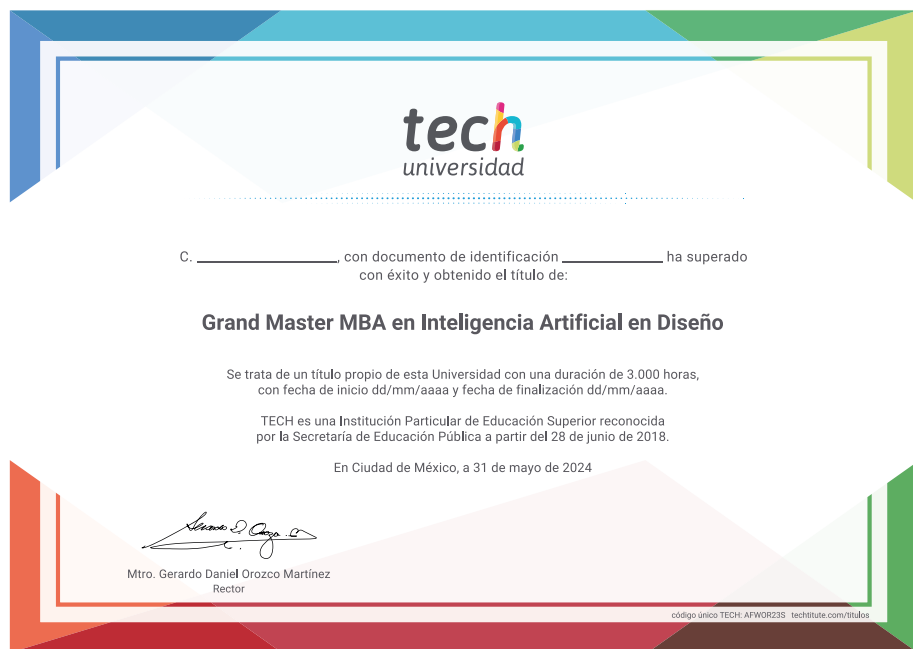 tech
universidad
C. ____________, con documento de identificación ____________ ha superado
con éxito y obtenido el título de:
Grand Master MBA en Inteligencia Artificial en Diseño
Se trata de un título propio de esta Universidad con una duración de 3.000 horas,
con fecha de inicio dd/mm/aaaa y fecha de finalización dd/mm/aaaa.
TECH es una Institución Particular de Educación Superior reconocida
por la Secretaría de Educación Pública a partir del 28 de junio de 2018.
En Ciudad de México, a 31 de mayo de 2024
Mtro. Gerardo Daniel Orozco Martínez
Rector
código único TECH: AFWOR23S techtitute.com/titulos